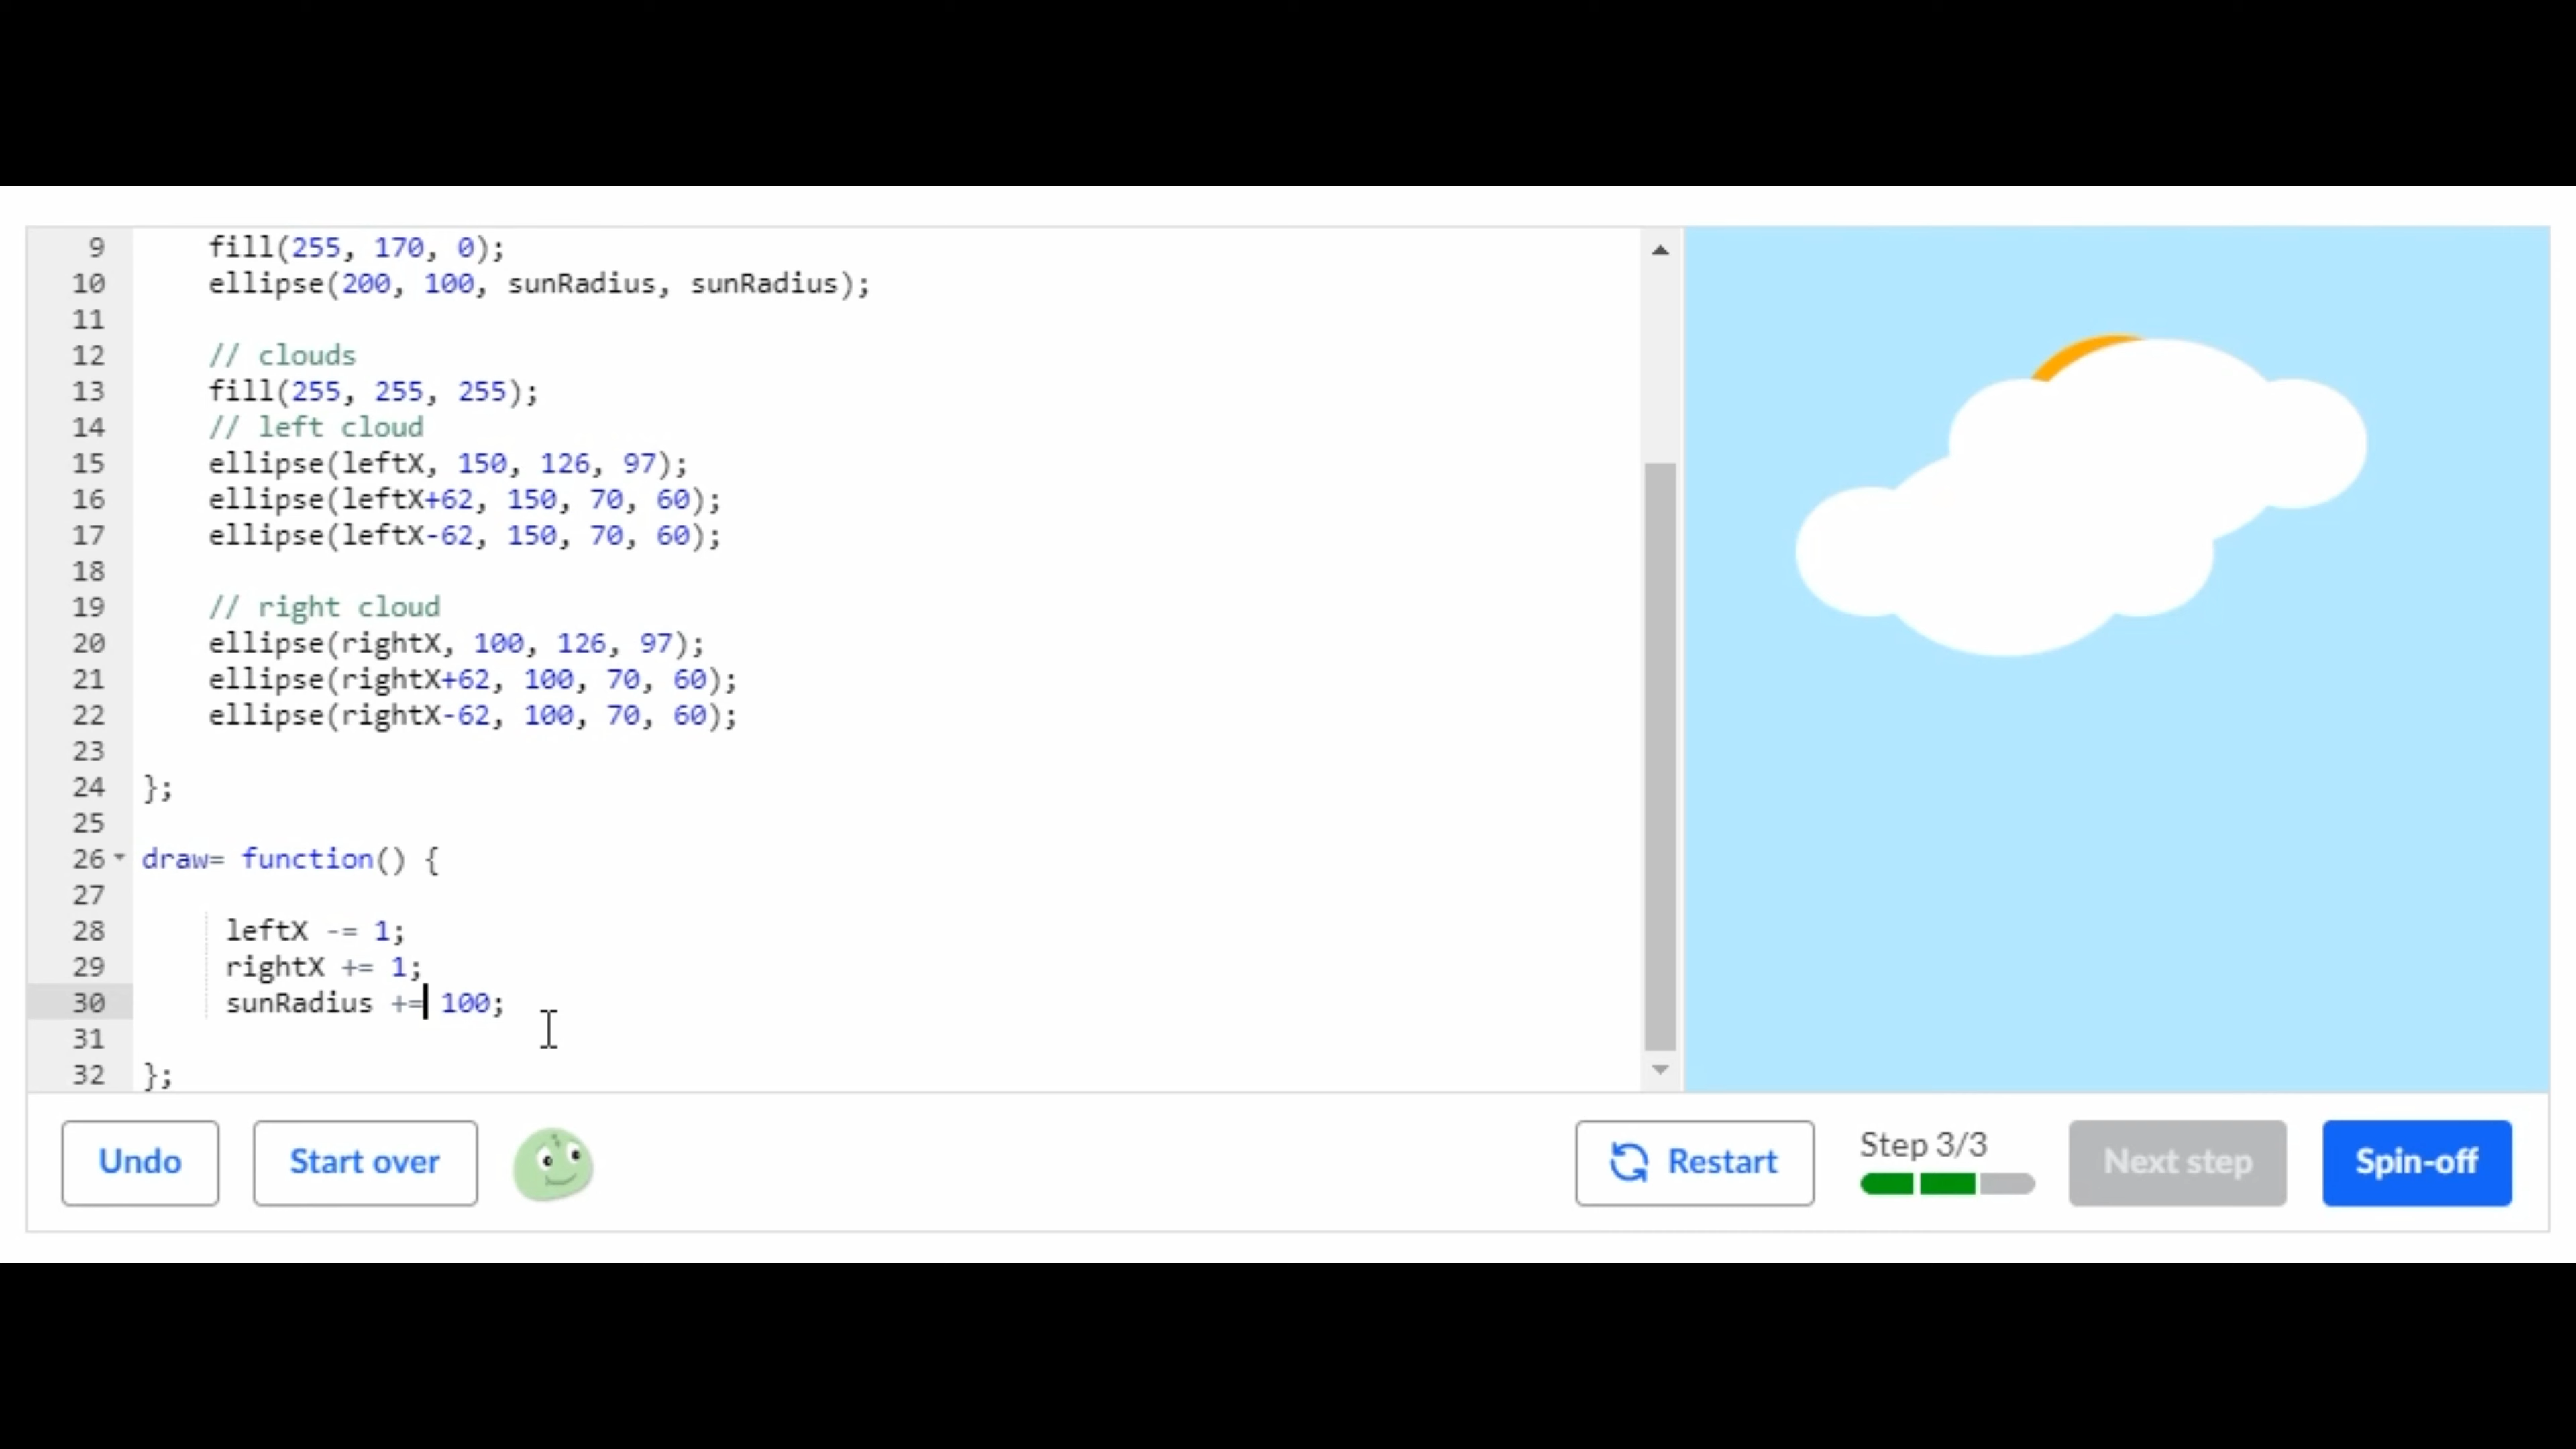 9 fill(255, 170, 0);
10 ellipse(200, 100, sunRadius, sunRadius);
11
12 // clouds
13 fill(255, 255, 255);
14 // left cloud
15 ellipse(leftX, 150, 126, 97);
16 ellipse(leftX+62, 150, 70, 60);
17 ellipse(leftX-62, 150, 70, 60);
18
19 // right cloud
20 ellipse(rightX, 100, 126, 97);
21 ellipse(rightX+62, 100, 70, 60);
22 ellipse(rightX-62, 100, 70, 60);
23
24 };
25
26 draw= function() {
27
28 leftX -= 1;
29 rightX += 1;
30 sunRadius += 100;
31
32 };
Undo
Start over
Restart
Step 3/3
Next step
Spin-off